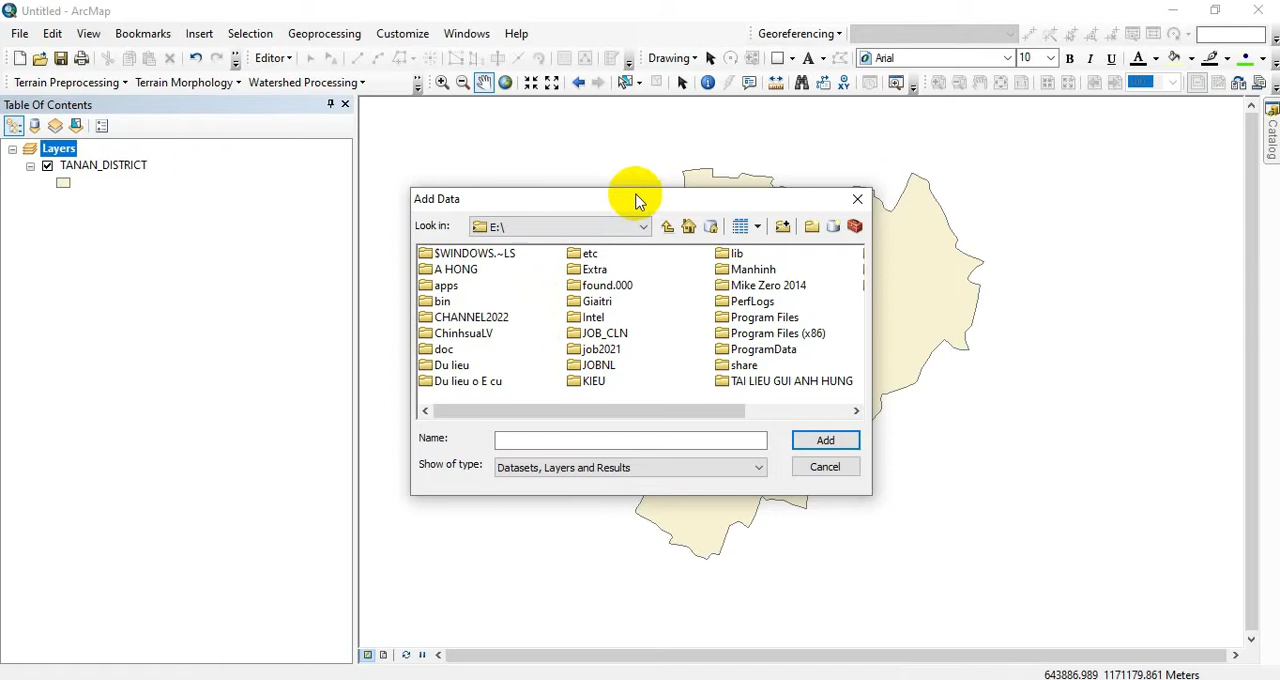 Untitled - ArcMap
File Edit View Bookmarks Insert Selection Geoprocessing Customize Windows Help
Georeferencing
Editor
Drawing
A
Arial
10
B I U A
Terrain Preprocessing Terrain Morphology Watershed Processing
XY
Table Of Contents
Catalog
Layers
TANAN_DISTRICT
Add Data
Look in: E:\
$WINDOWS.~LS etc lib
A HONG Extra Manhinh
apps found.000 Mike Zero 2014
bin Giaitri PerfLogs
CHANNEL2022 Intel Program Files
ChinhsuaLV JOB_CLN Program Files (x86)
doc job2021 ProgramData
Du lieu JOBNL share
Du lieu o E cu KIEU TAI LIEU GUI ANH HUNG
Name: Add
Show of type: Datasets, Layers and Results Cancel
643886.989 1171179.861 Meters